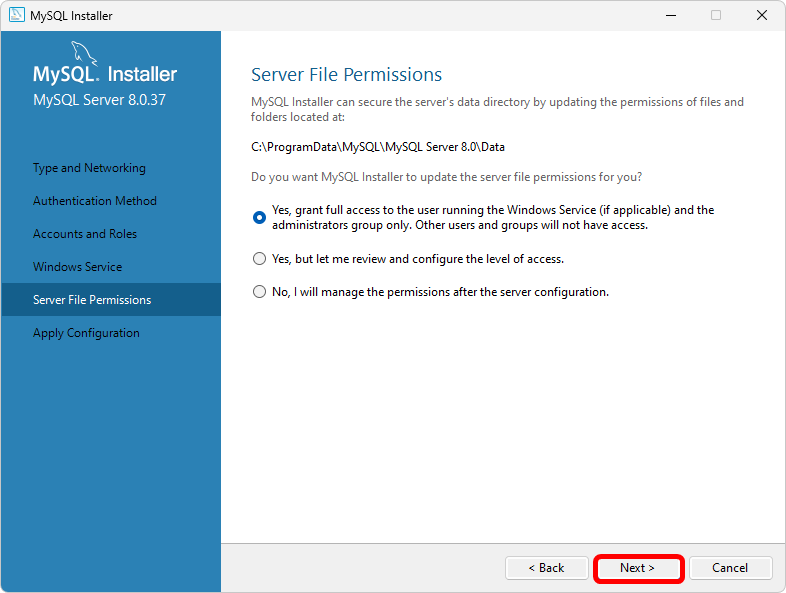 MySQL Installer
MySQL. Installer
MySQL Server 8.0.37
Type and Networking
Authentication Method
Accounts and Roles
Windows Service
Server File Permissions
Apply Configuration
Server File Permissions
MySQL Installer can secure the server's data directory by updating the permissions of files and
folders located at:
C:\ProgramData\MySQL\MySQL Server 8.0\Data
Do you want MySQL Installer to update the server file permissions for you?
Yes, grant full access to the user running the Windows Service (if applicable) and the
administrators group only. Other users and groups will not have access.
Yes, but let me review and configure the level of access.
No, I will manage the permissions after the server configuration.
< Back
Next >
Cancel